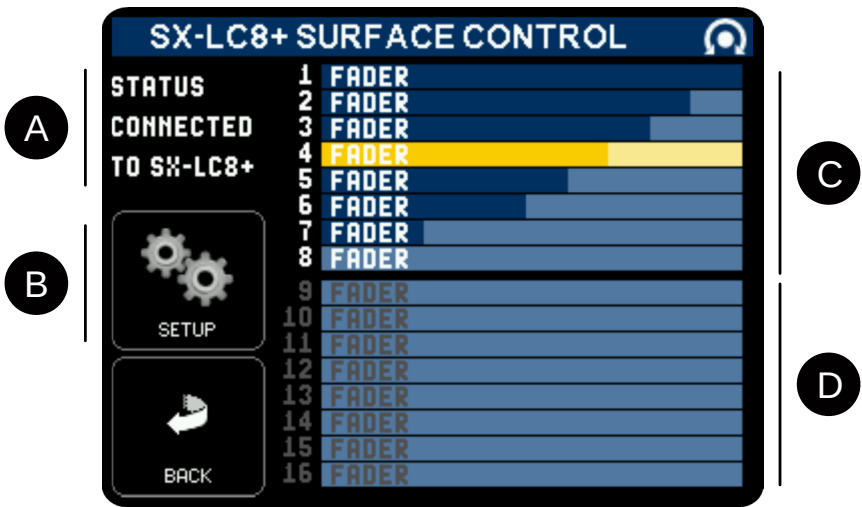 SX-LC8+ SURFACE CONTROL
A
STATUS
CONNECTED
TO SX-LC8+
B
SETUP
BACK
1 FADER
2 FADER
3 FADER
4 FADER
5 FADER
6 FADER
7 FADER
8 FADER
9 FADER
10 FADER
11 FADER
12 FADER
13 FADER
14 FADER
15 FADER
16 FADER
C
D